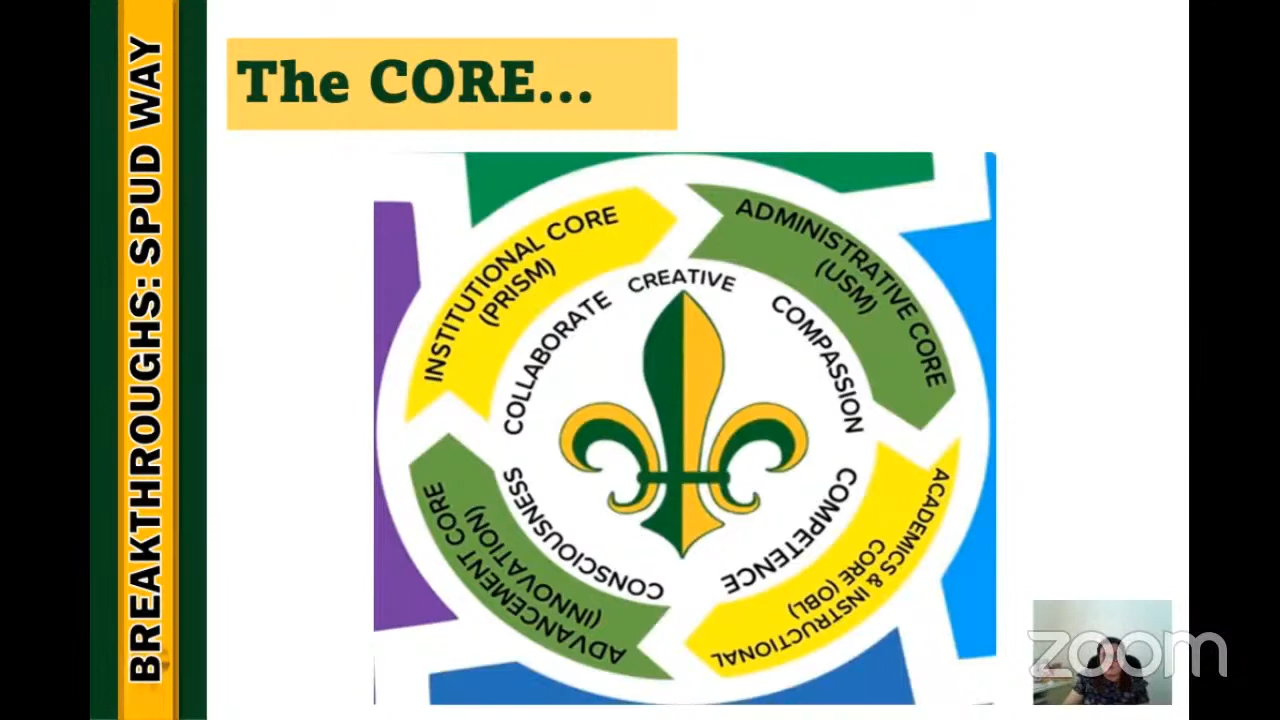 BREAKTHROUGHS: SPUD WAY
The CORE...
INSTITUTIONAL CORE
(PRISM)
ADMINISTRATIVE CORE
(USM)
ACADEMICS & INSTRUCTIONAL
CORE (OBL)
ADVANCEMENT CORE
(INNOVATION)
COLLABORATE
CREATIVE
COMPASSION
COMPETENCE
CONSCIOUSNESS
zoom